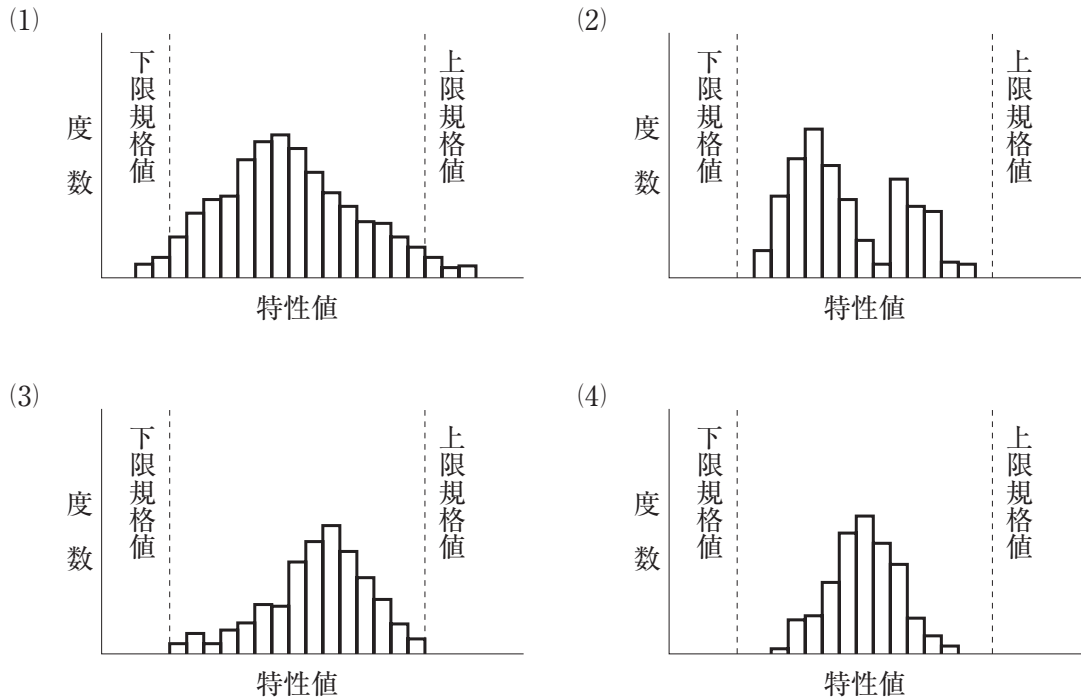 (1)
下限規格値
上限規格値
度数
特性値
(2)
下限規格値
上限規格値
度数
特性値
(3)
下限規格値
上限規格値
度数
特性値
(4)
下限規格値
上限規格値
度数
特性値